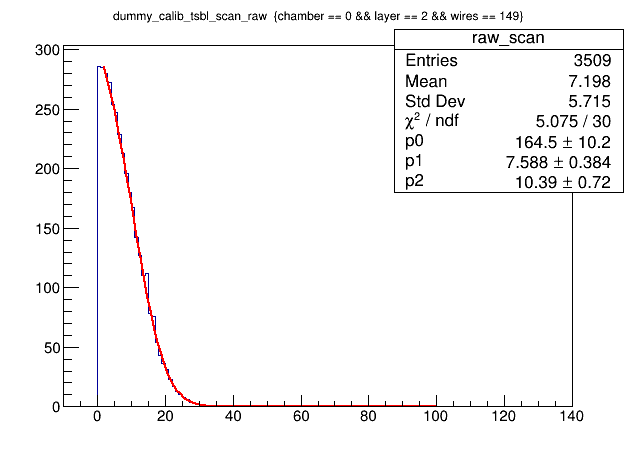 dummy_calib_tsbl_scan_raw {chamber == 0 && layer == 2 && wires == 149}
raw_scan
Entries 3509
Mean 7.198
Std Dev 5.715
χ² / ndf 5.075 / 30
p0 164.5 ± 10.2
p1 7.588 ± 0.384
p2 10.39 ± 0.72
300
250
200
150
100
50
0
0 20 40 60 80 100 120 140